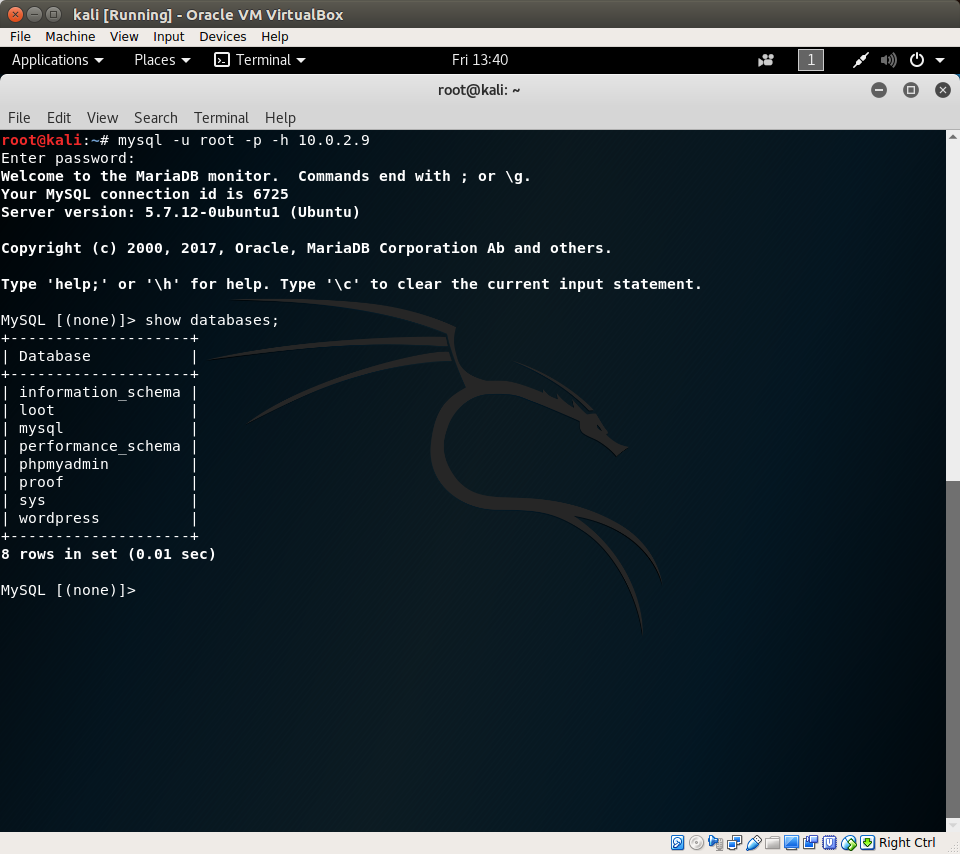 kali [Running] - Oracle VM VirtualBox
File Machine View Input Devices Help
Applications Places Terminal Fri 13:40 1
root@kali: ~
File Edit View Search Terminal Help
root@kali:~# mysql -u root -p -h 10.0.2.9
Enter password:
Welcome to the MariaDB monitor.  Commands end with ; or \g.
Your MySQL connection id is 6725
Server version: 5.7.12-0ubuntu1 (Ubuntu)
Copyright (c) 2000, 2017, Oracle, MariaDB Corporation Ab and others.
Type 'help;' or '\h' for help. Type '\c' to clear the current input statement.
MySQL [(none)]> show databases;
+--------------------+
| Database           |
+--------------------+
| information_schema |
| loot               |
| mysql              |
| performance_schema |
| phpmyadmin         |
| proof              |
| sys                |
| wordpress          |
+--------------------+
8 rows in set (0.01 sec)
MySQL [(none)]>
Right Ctrl